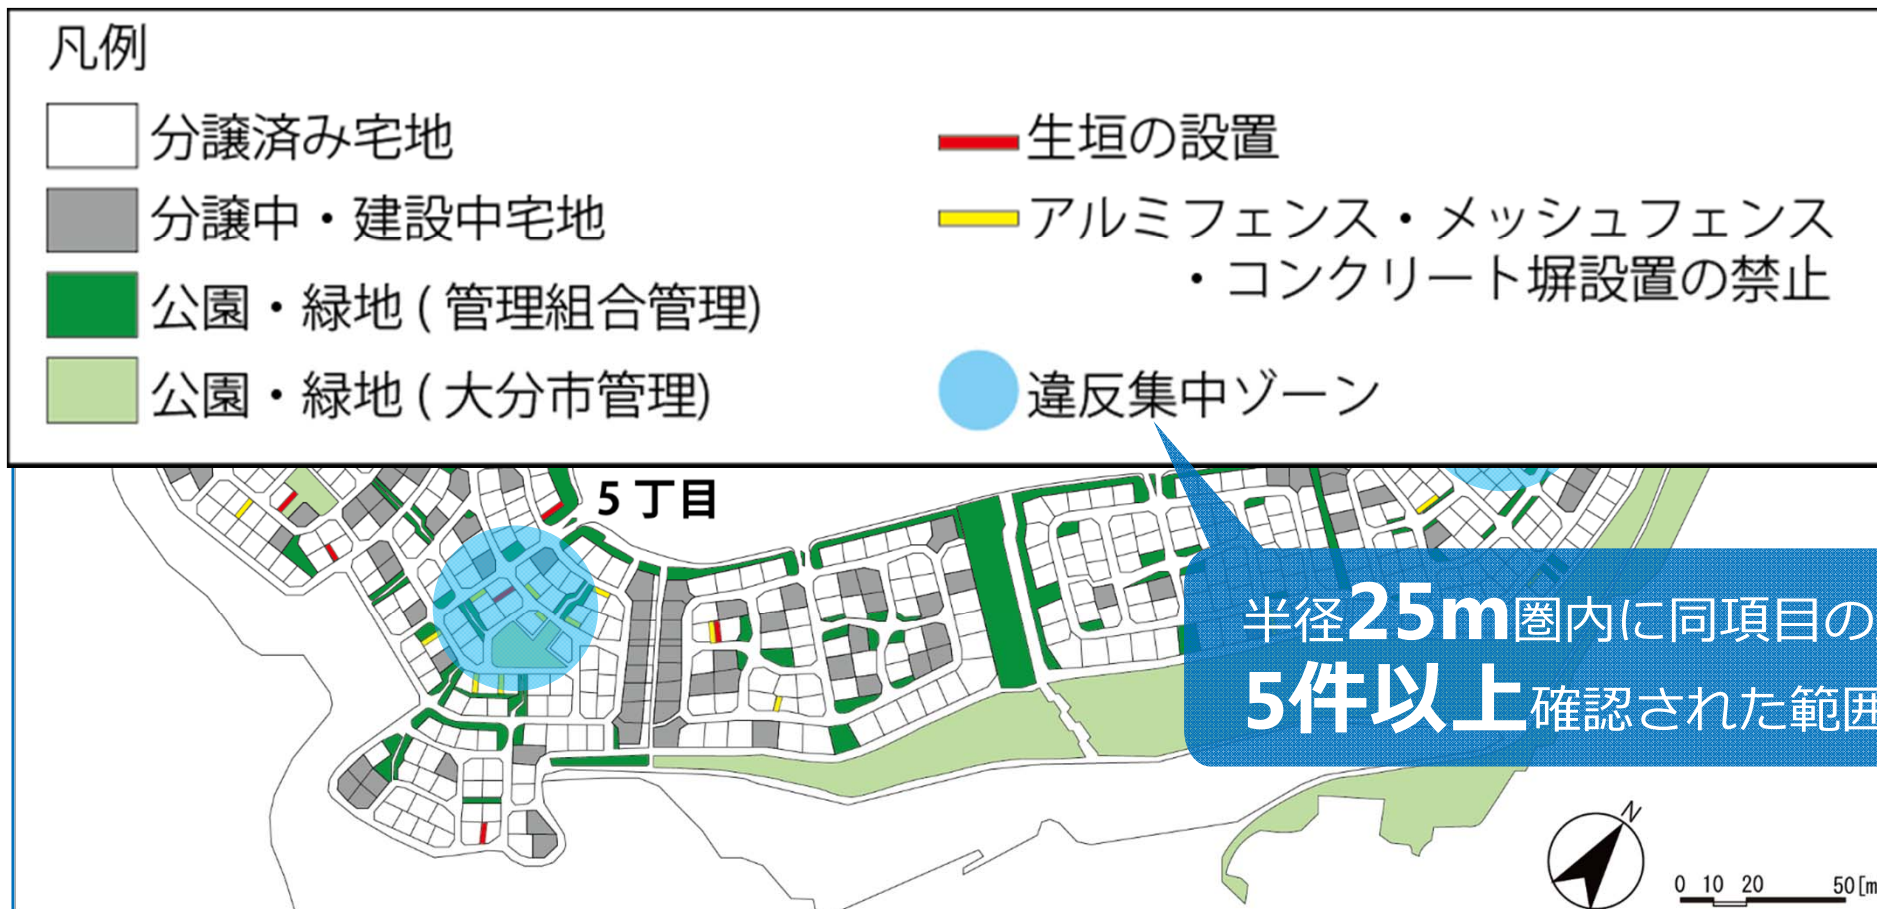 凡例
分譲済み宅地
分譲中・建設中宅地
公園・緑地 ( 管理組合管理)
公園・緑地 ( 大分市管理)
生垣の設置
アルミフェンス・メッシュフェンス
・コンクリート塀設置の禁止
違反集中ゾーン
5 丁目
半径25m圏内に同項目の
5件以上確認された範囲
N
0 10 20 50[m